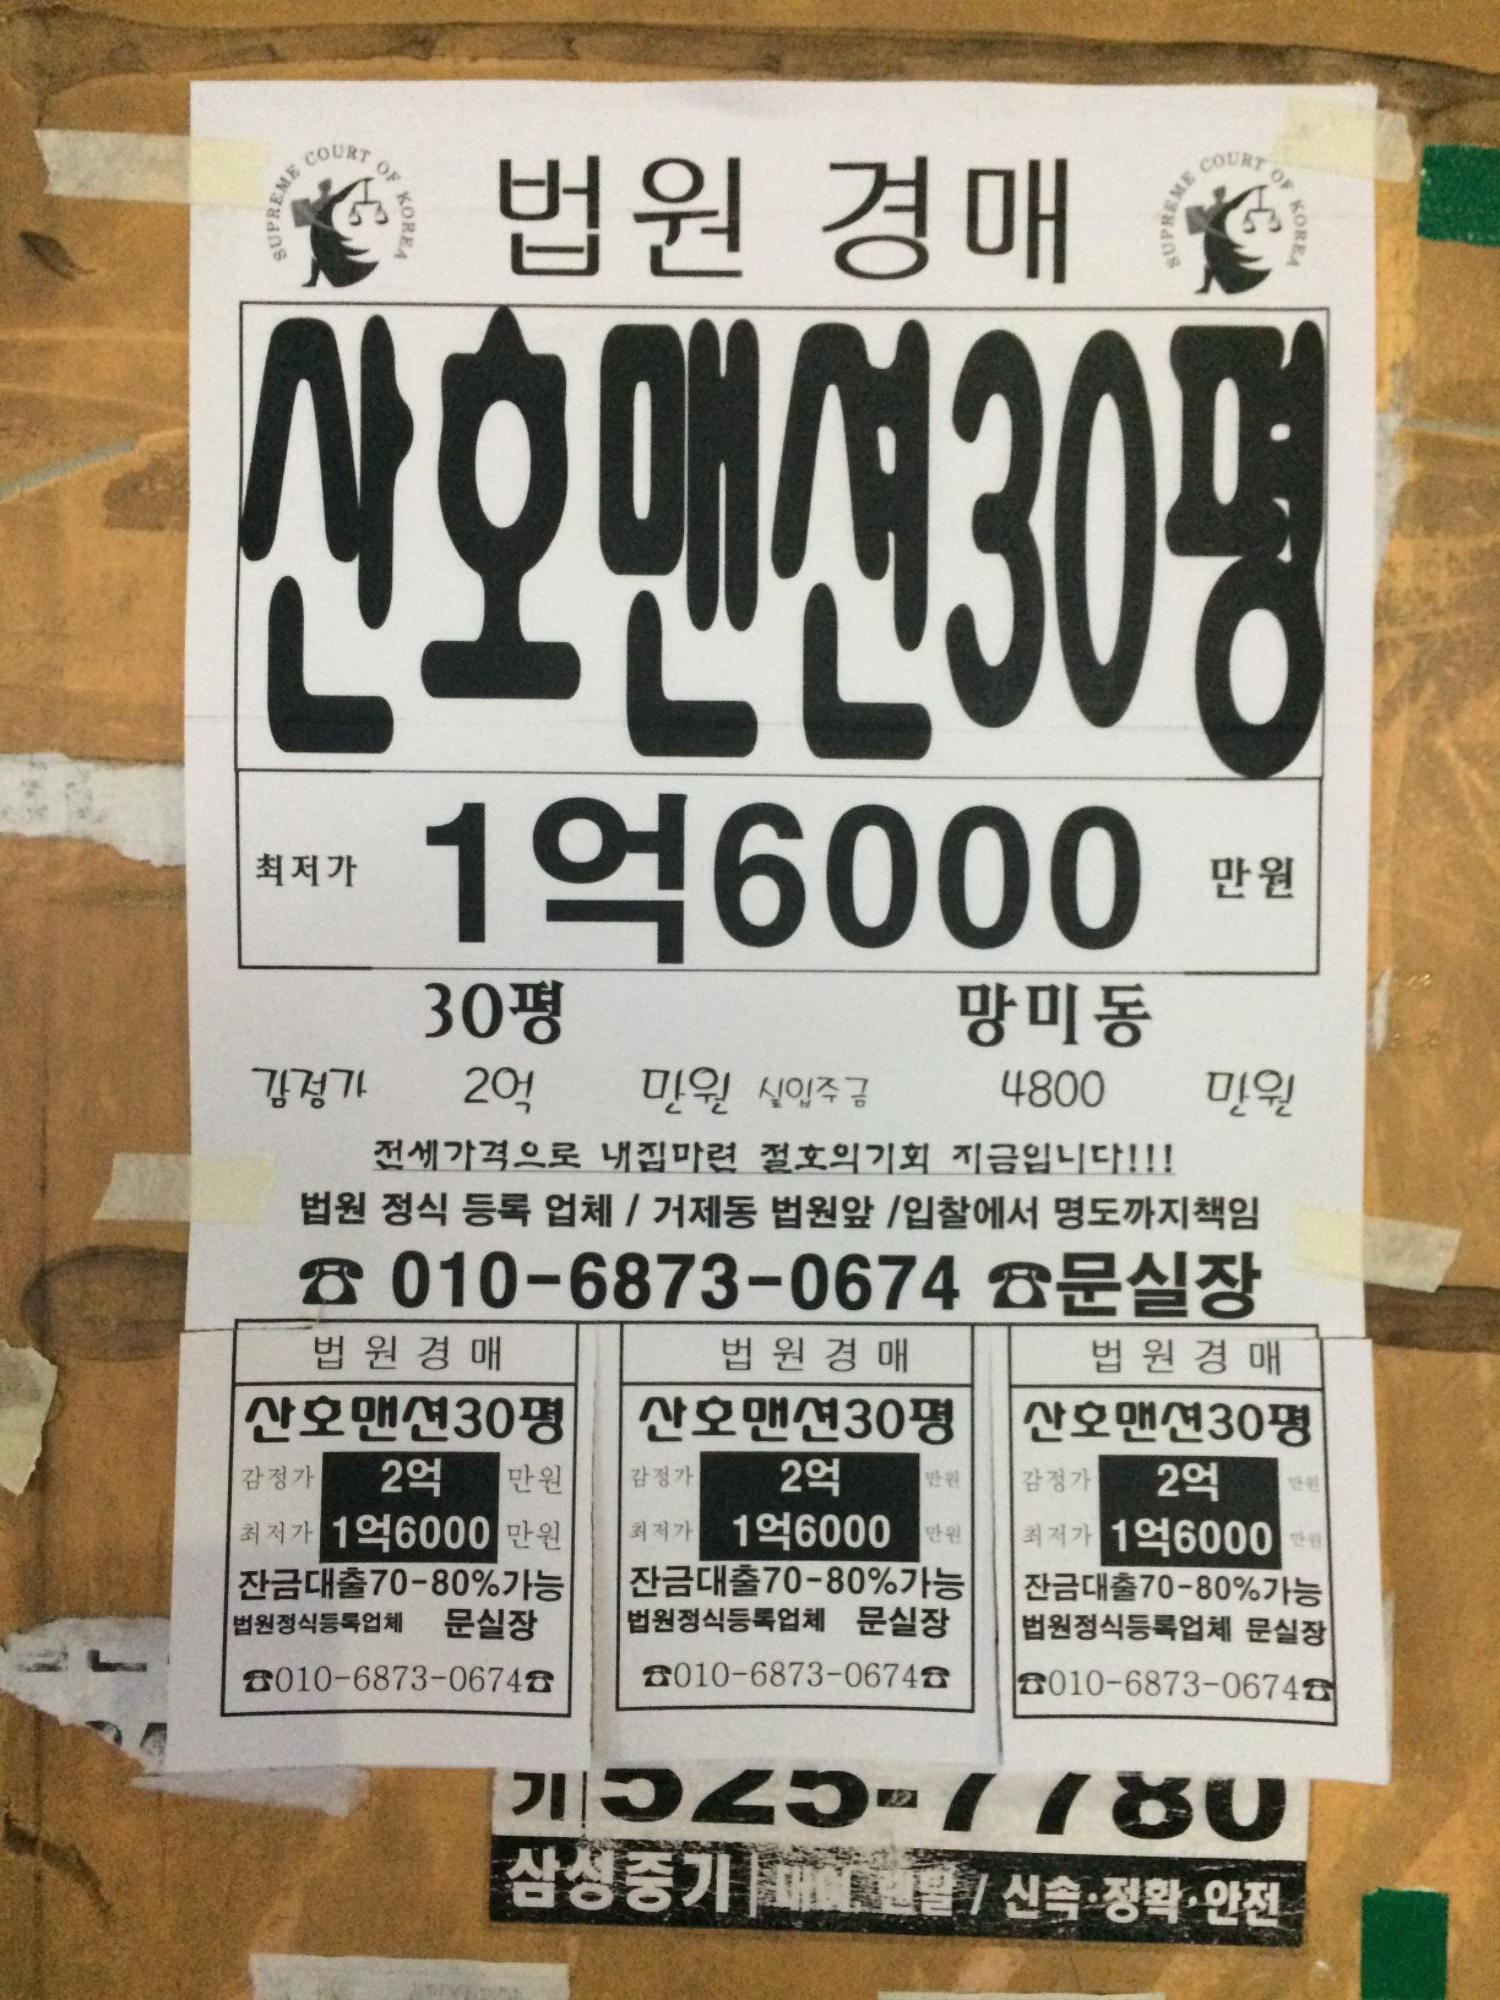 SUPREME COURT OF KOREA 법원 경매 SUPREME COURT OF KOREA
산호맨션30평
최저가 1억6000 만원
30평 망미동
감정가 2억 만원 실입주금 4800 만원
전세가격으로 내집마련 절호의기회 지금입니다!!!
법원 정식 등록 업체 / 거제동 법원앞 /입찰에서 명도까지책임
☎ 010-6873-0674 ☎문실장
법원경매
산호맨션30평
감정가 2억 만원
최저가 1억6000 만원
잔금대출70-80%가능
법원정식등록업체 문실장
☎010-6873-0674☎
법원경매
산호맨션30평
감정가 2억 만원
최저가 1억6000 만원
잔금대출70-80%가능
법원정식등록업체 문실장
☎010-6873-0674☎
법원경매
산호맨션30평
감정가 2억 만원
최저가 1억6000 만원
잔금대출70-80%가능
법원정식등록업체 문실장
☎010-6873-0674☎
기 525-7780
삼성중기 / 신속·정확·안전